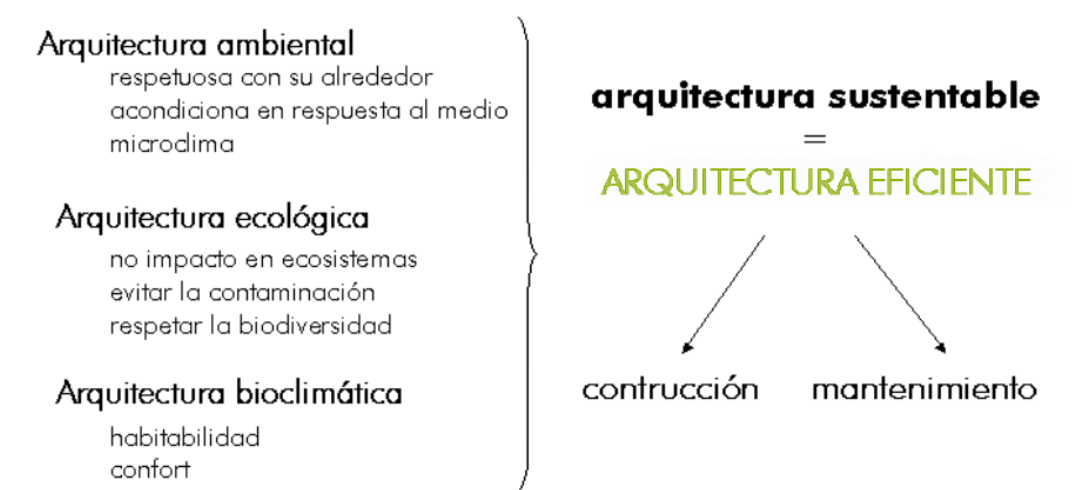 Arquitectura ambiental
respetuosa con su alrededor
acondiciona en respuesta al medio
microclima
Arquitectura ecológica
no impacto en ecosistemas
evitar la contaminación
respetar la biodiversidad
Arquitectura bioclimática
habitabilidad
confort
arquitectura sustentable
=
ARQUITECTURA EFICIENTE
contrucción
mantenimiento